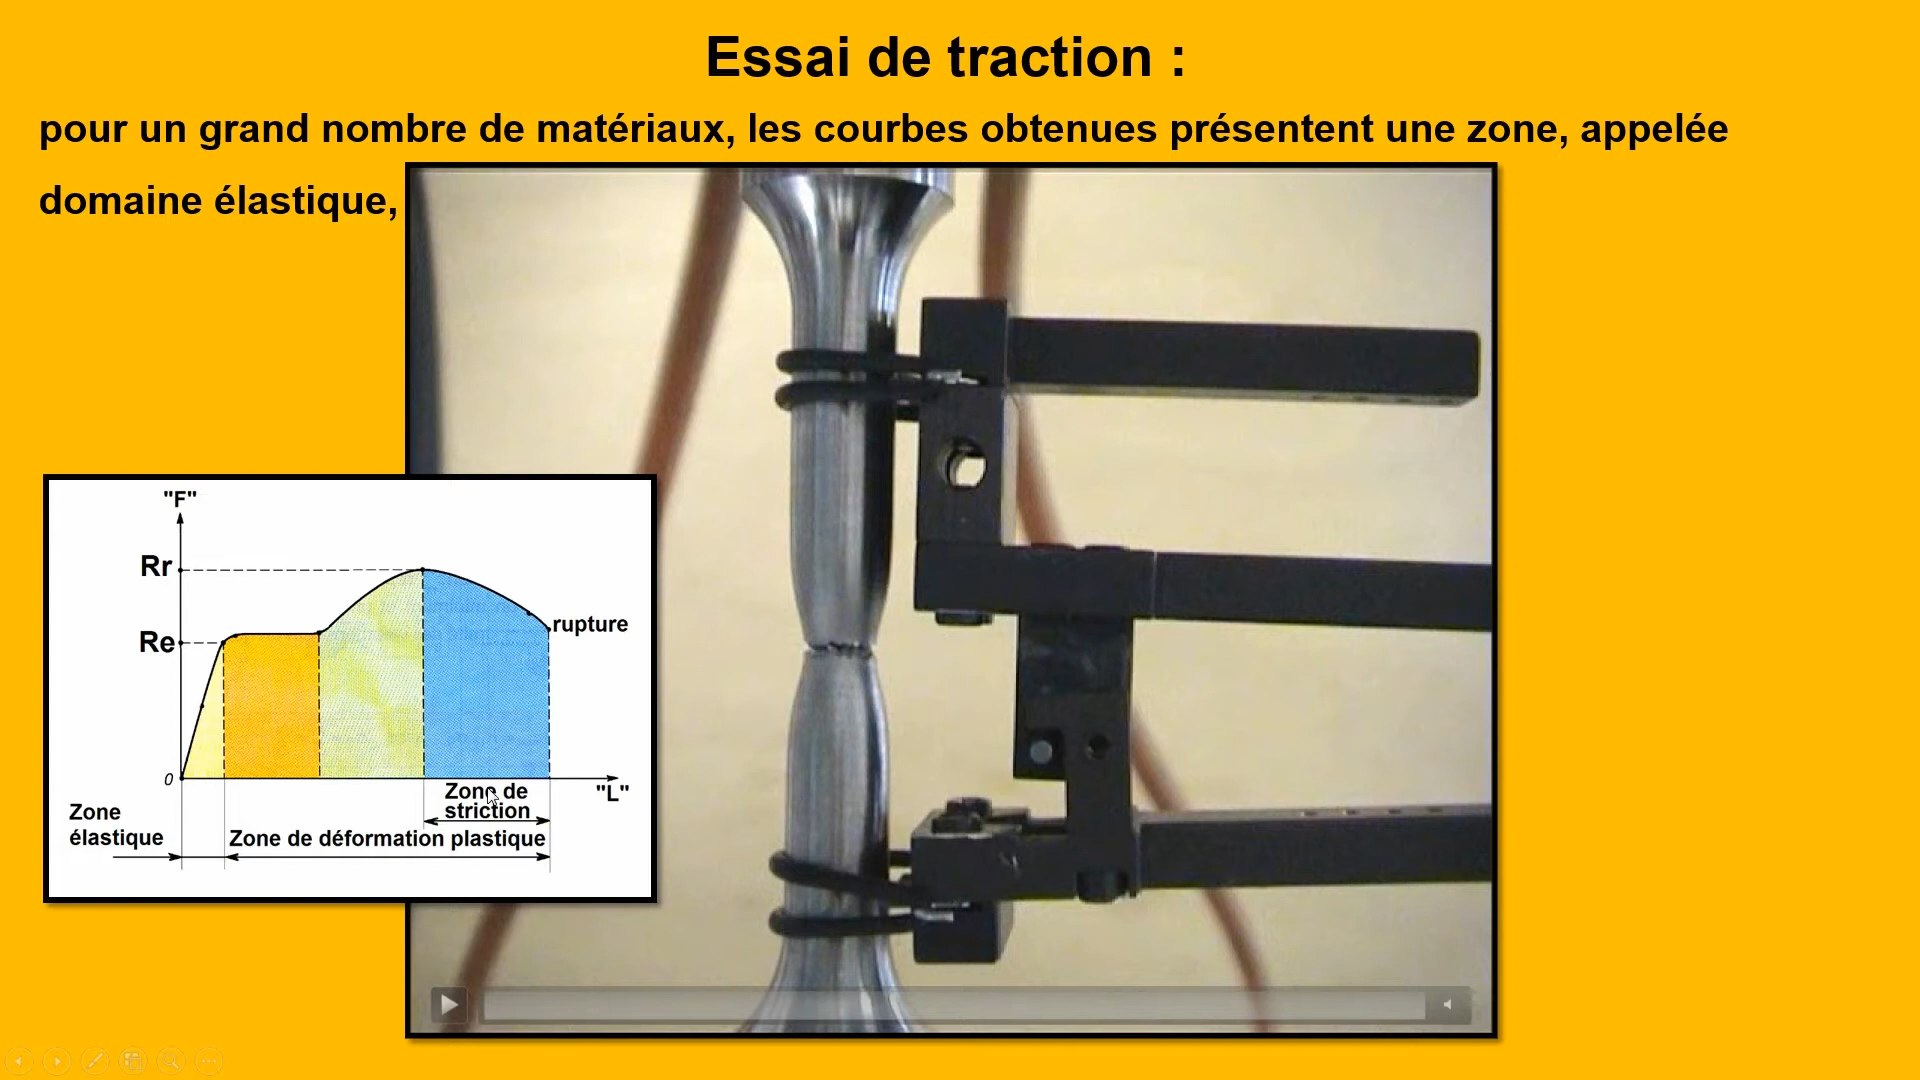 Essai de traction :
pour un grand nombre de matériaux, les courbes obtenues présentent une zone, appelée
domaine élastique,
"F"
Rr
Re
rupture
0
"L"
Zone de
striction
Zone
élastique
Zone de déformation plastique